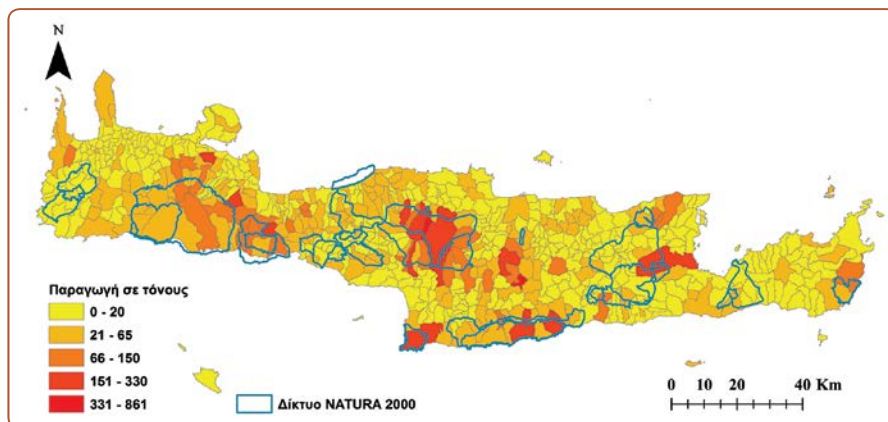 N
Παραγωγή σε τόνους
0 - 20
21 - 65
66 - 150
151 - 330
331 - 861
Δίκτυο NATURA 2000
0 10 20 40 Km